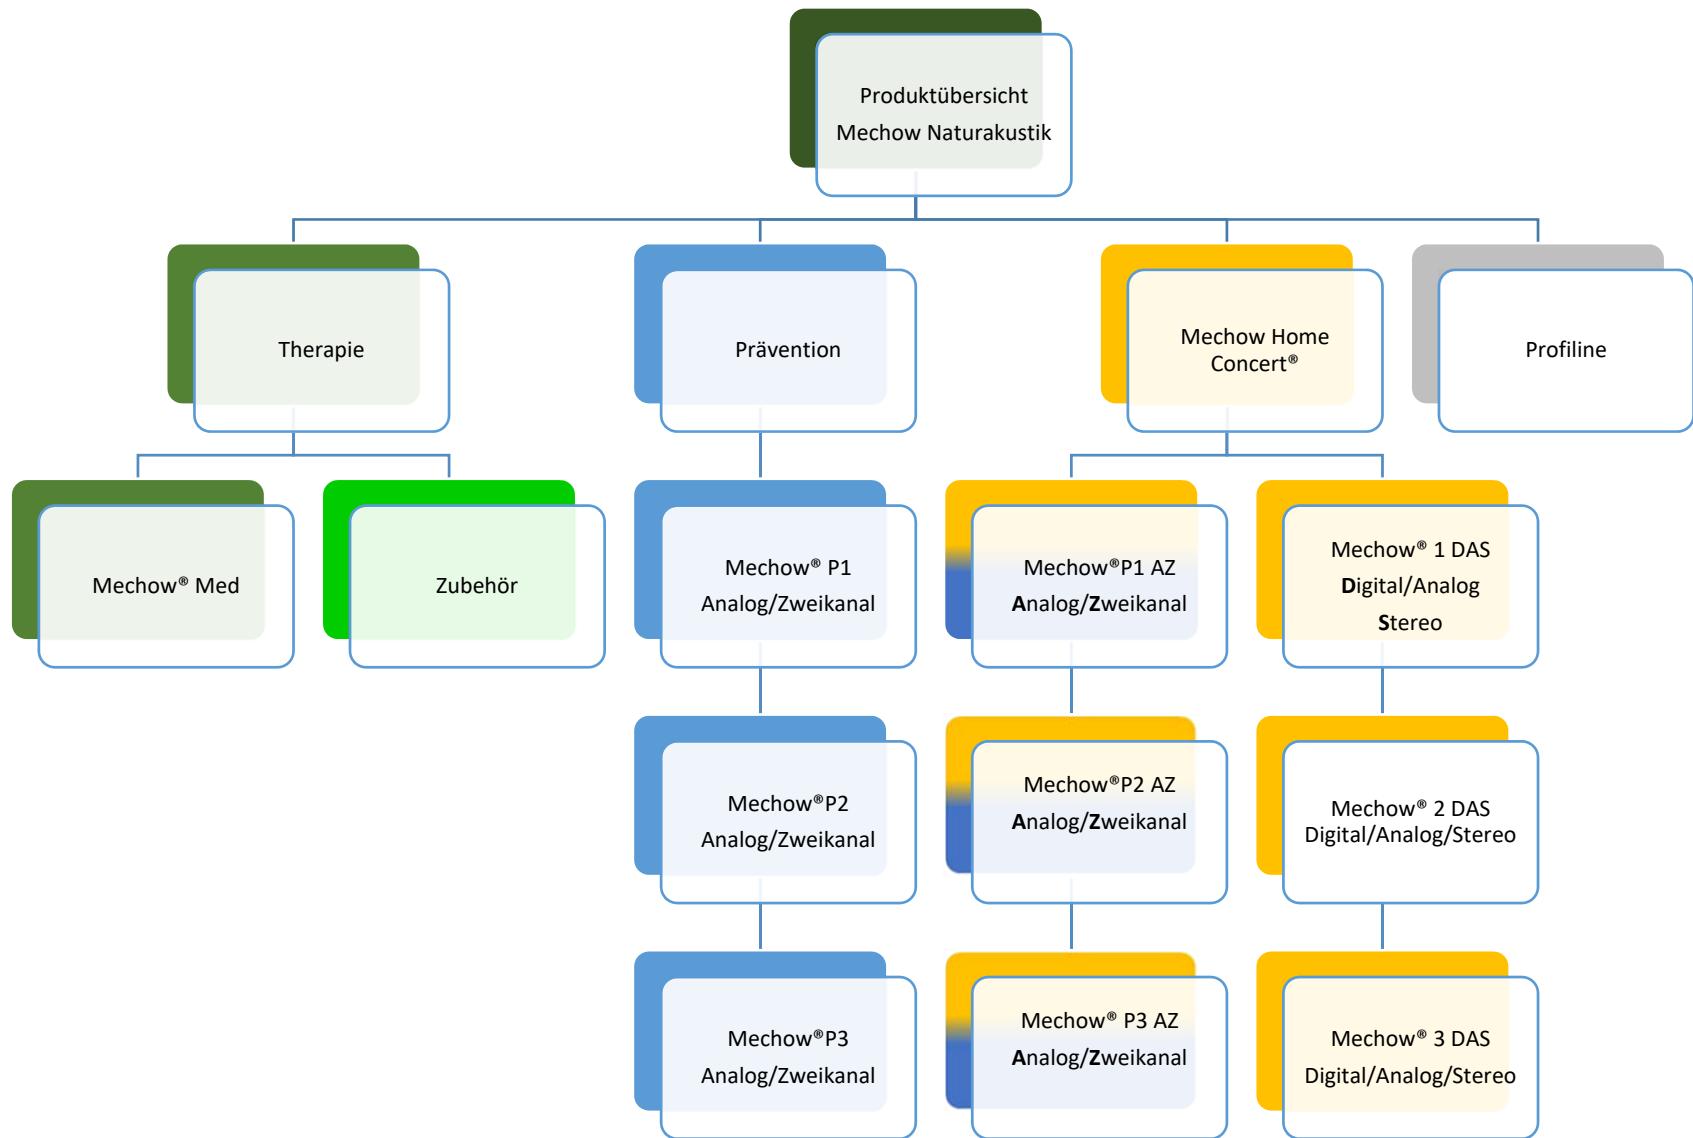 Produktübersicht
Mechow Naturakustik
Therapie
Prävention
Mechow Home
Concert®
Profiline
Mechow® Med
Zubehör
Mechow® P1
Analog/Zweikanal
Mechow®P1 AZ
Analog/Zweikanal
Mechow® 1 DAS
Digital/Analog
Stereo
Mechow®P2
Analog/Zweikanal
Mechow®P2 AZ
Analog/Zweikanal
Mechow® 2 DAS
Digital/Analog/Stereo
Mechow®P3
Analog/Zweikanal
Mechow® P3 AZ
Analog/Zweikanal
Mechow® 3 DAS
Digital/Analog/Stereo